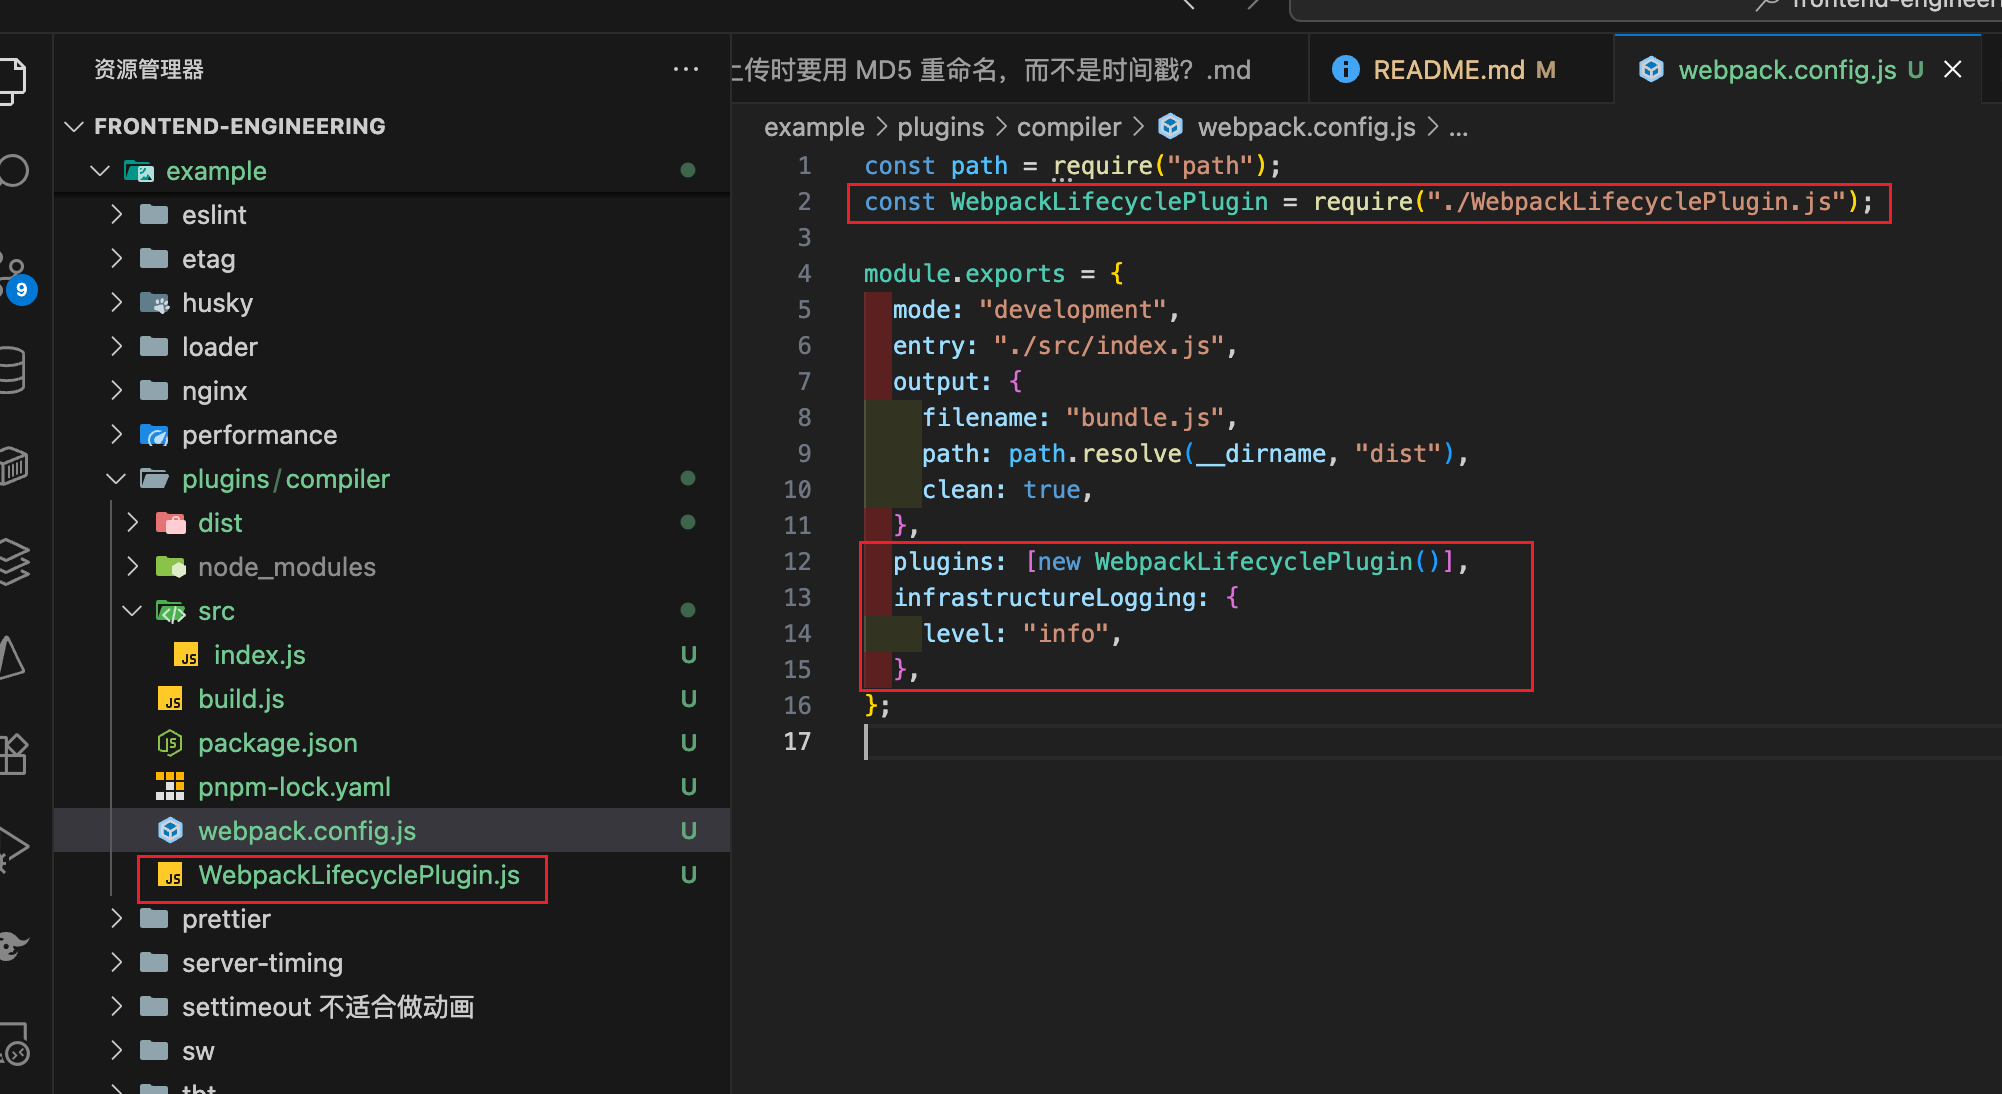 资源管理器
FRONTEND-ENGINEERING
example
eslint
etag
husky
loader
nginx
performance
plugins / compiler
dist
node_modules
src
index.js U
build.js U
package.json U
pnpm-lock.yaml U
webpack.config.js U
WebpackLifecyclePlugin.js U
prettier
server-timing
settimeout 不适合做动画
sw
9
传时要用 MD5 重命名，而不是时间戳？.md
README.md M
webpack.config.js U
example > plugins > compiler > webpack.config.js > ...
1 const path = require("path");
2 const WebpackLifecyclePlugin = require("./WebpackLifecyclePlugin.js");
3
4 module.exports = {
5 mode: "development",
6 entry: "./src/index.js",
7 output: {
8 filename: "bundle.js",
9 path: path.resolve(__dirname, "dist"),
10 clean: true,
11 },
12 plugins: [new WebpackLifecyclePlugin()],
13 infrastructureLogging: {
14 level: "info",
15 },
16 };
17